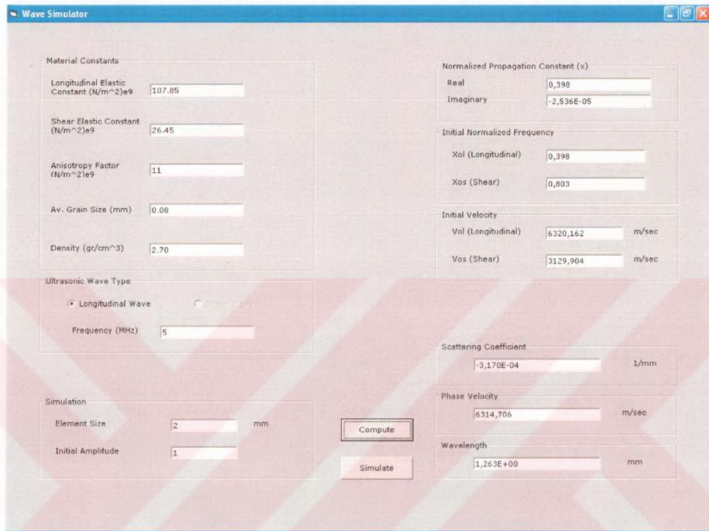 Wave Simulator
Material Constants
Longitudinal Elastic
Constant (N/m^2)e9
107.85
Shear Elastic Constant
(N/m^2)e9
26.45
Anisotropy Factor
(N/m^2)e9
11
Av. Grain Size (mm)
0.08
Density (gr/cm^3)
2.70
Ultrasonic Wave Type
Longitudinal Wave
Frequency (MHz)
5
Simulation
Element Size
2
mm
Initial Amplitude
1
Compute
Simulate
Normalized Propagation Constant (x)
Real
0,398
Imaginary
-2,536E-05
Initial Normalized Frequency
Xol (Longitudinal)
0,398
Xos (Shear)
0,803
Initial Velocity
Vol (Longitudinal)
6320,162
m/sec
Vos (Shear)
3129,904
m/sec
Scattering Coefficient
-3,170E-04
1/mm
Phase Velocity
6314,706
m/sec
Wavelength
1,263E+00
mm